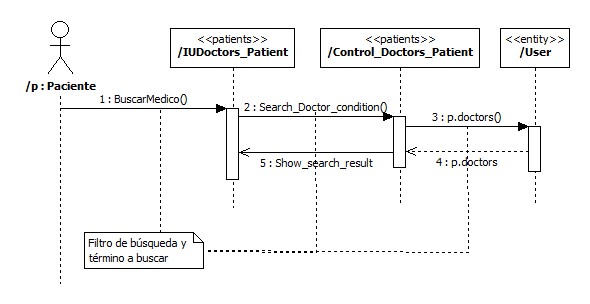 <<patients>>
/IUDoctors_Patient
<<patients>>
/Control_Doctors_Patient
<<entity>>
/User
/p : Paciente
1 : BuscarMedico()
2 : Search_Doctor_condition()
3 : p.doctors()
4 : p.doctors
5 : Show_search_result
Filtro de búsqueda y
término a buscar